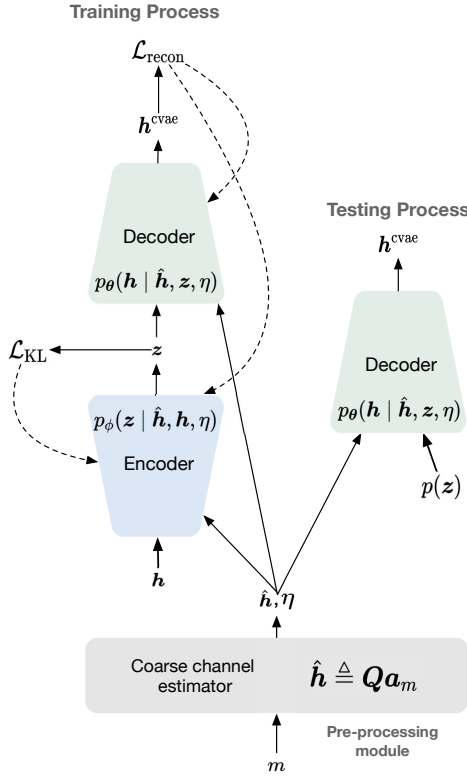 Training Process
ℒ_recon
h^cvae
Decoder
p_θ(h | ĥ, z, η)
ℒ_KL
z
p_ϕ(z | ĥ, h, η)
Encoder
h
Testing Process
h^cvae
Decoder
p_θ(h | ĥ, z, η)
p(z)
ĥ, η
Coarse channel
estimator
ĥ ≜ Qa_m
Pre-processing
module
m